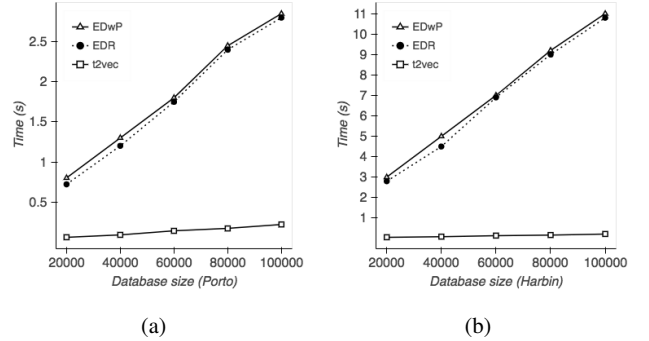 EDwP
EDR
t2vec
2.5
2
1.5
1
0.5
Time (s)
20000 40000 60000 80000 100000
Database size (Porto)
(a)
EDwP
EDR
t2vec
11
10
9
8
7
6
5
4
3
2
1
Time (s)
20000 40000 60000 80000 100000
Database size (Harbin)
(b)